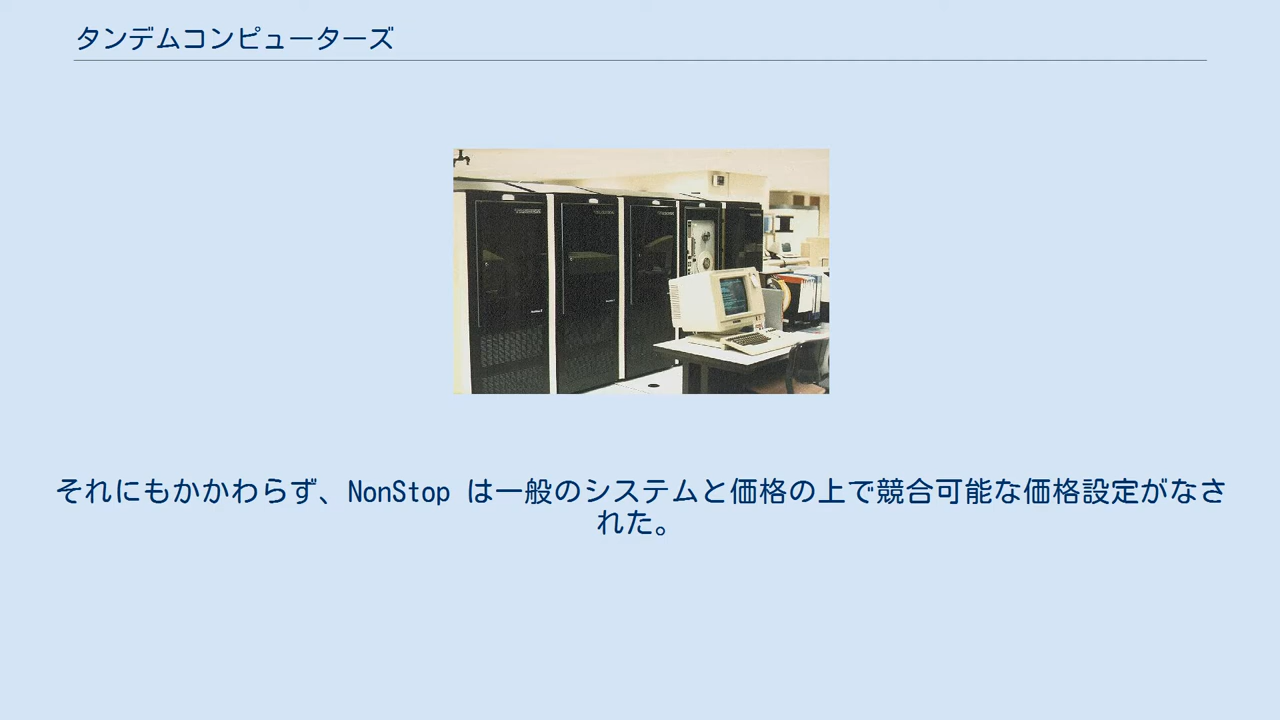 タンデムコンピューターズ
TANDEM
それにもかかわらず、NonStop は一般のシステムと価格の上で競合可能な価格設定がなさ
れた。